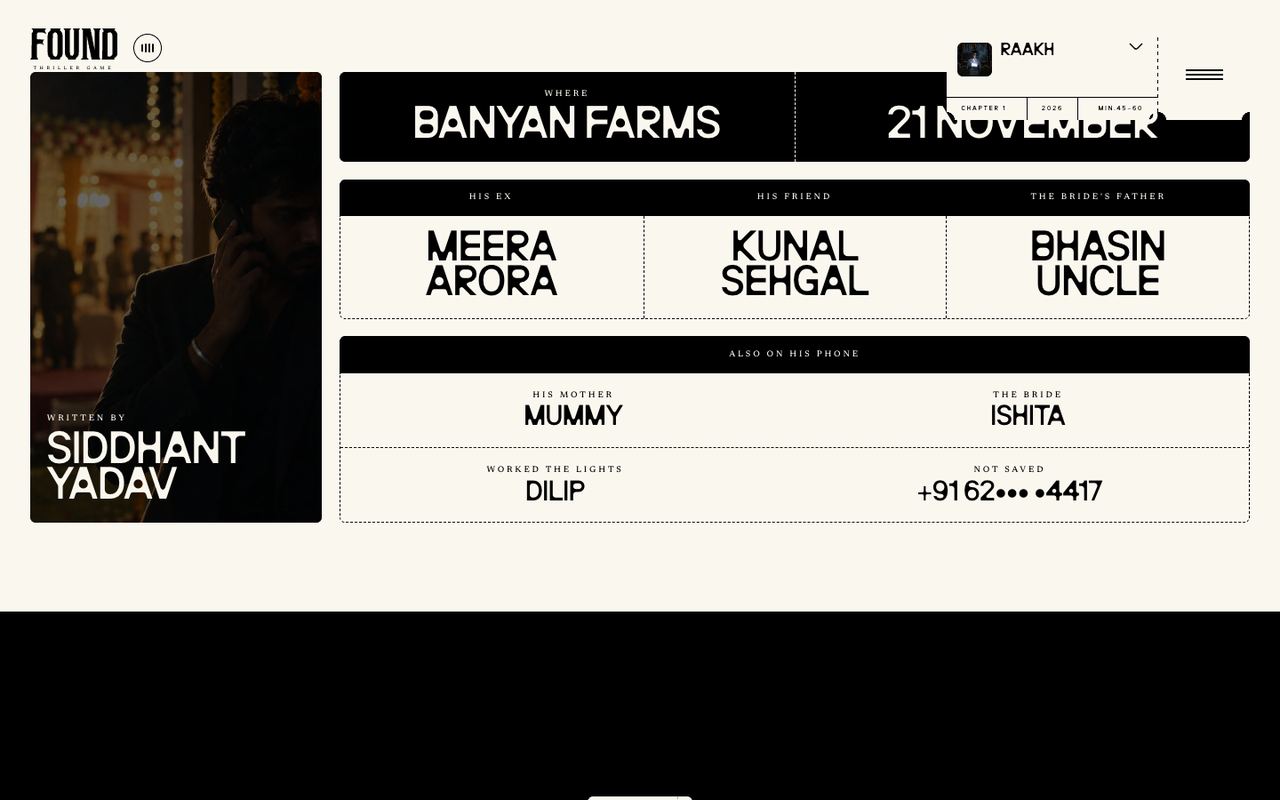 FOUND
THRILLER GAME
RAAKH
CHAPTER 1
2026
MIN.45–60
WHERE
BANYAN FARMS
21 NOVEMBER
HIS EX
MEERA
ARORA
HIS FRIEND
KUNAL
SEHGAL
THE BRIDE'S FATHER
BHASIN
UNCLE
WRITTEN BY
SIDDHANT
YADAV
ALSO ON HIS PHONE
HIS MOTHER
MUMMY
THE BRIDE
ISHITA
WORKED THE LIGHTS
DILIP
NOT SAVED
+91 62••• •4417